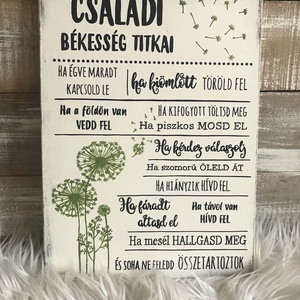 CSALÁDI
BÉKESSÉG TITKAI
HA ÉGVE MARADT
KAPCSOLD LE
ha kiömlött TÖRÖLD FEL
Ha a földön van
VEDD FEL
HA KIFOGYOTT TÖLTSD MEG
Ha piszkos MOSD EL
Ha kérdez válaszolj
Ha szomorú ÖLELD ÁT
HA HIÁNYZIK HÍVD FEL
Ha fáradt
altasd el
Ha távol van
HÍVD FEL
Ha mesél HALLGASD MEG
ÉS SOHA NE FELEDD ÖSSZETARTOZTOK